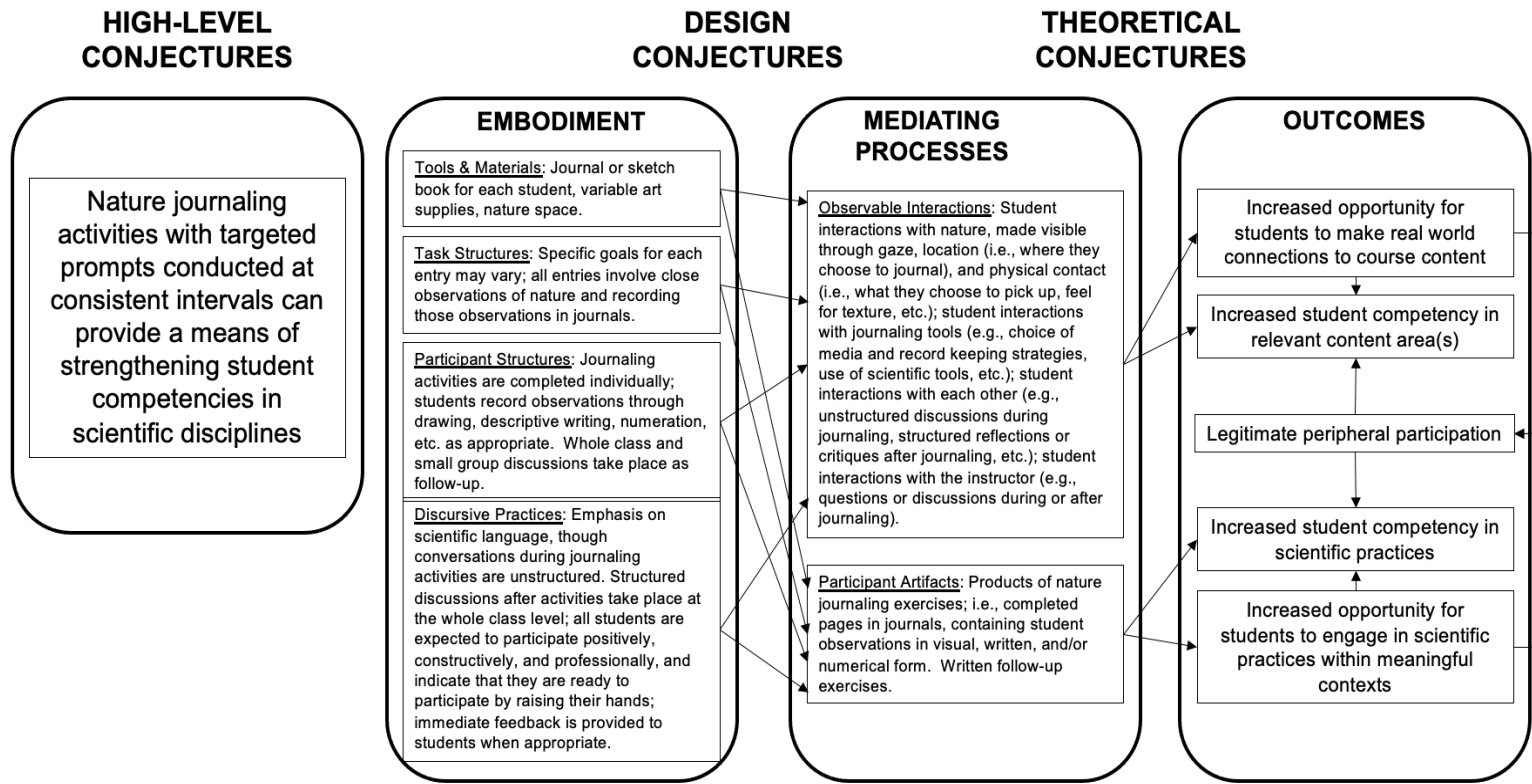 HIGH-LEVEL
CONJECTURES
DESIGN
CONJECTURES
THEORETICAL
CONJECTURES
Nature journaling
activities with targeted
prompts conducted at
consistent intervals can
provide a means of
strengthening student
competencies in
scientific disciplines
EMBODIMENT
Tools & Materials: Journal or sketch
book for each student, variable art
supplies, nature space.
Task Structures: Specific goals for each
entry may vary; all entries involve close
observations of nature and recording
those observations in journals.
Participant Structures: Journaling
activities are completed individually;
students record observations through
drawing, descriptive writing, numeration,
etc. as appropriate.  Whole class and
small group discussions take place as
follow-up.
Discursive Practices: Emphasis on
scientific language, though
conversations during journaling
activities are unstructured. Structured
discussions after activities take place at
the whole class level; all students are
expected to participate positively,
constructively, and professionally, and
indicate that they are ready to
participate by raising their hands;
immediate feedback is provided to
students when appropriate.
MEDIATING
PROCESSES
Observable Interactions: Student
interactions with nature, made visible
through gaze, location (i.e., where they
choose to journal), and physical contact
(i.e., what they choose to pick up, feel
for texture, etc.); student interactions
with journaling tools (e.g., choice of
media and record keeping strategies,
use of scientific tools, etc.); student
interactions with each other (e.g.,
unstructured discussions during
journaling, structured reflections or
critiques after journaling, etc.); student
interactions with the instructor (e.g.,
questions or discussions during or after
journaling).
Participant Artifacts: Products of nature
journaling exercises; i.e., completed
pages in journals, containing student
observations in visual, written, and/or
numerical form.  Written follow-up
exercises.
OUTCOMES
Increased opportunity for
students to make real world
connections to course content
Increased student competency in
relevant content area(s)
Legitimate peripheral participation
Increased student competency in
scientific practices
Increased opportunity for
students to engage in scientific
practices within meaningful
contexts